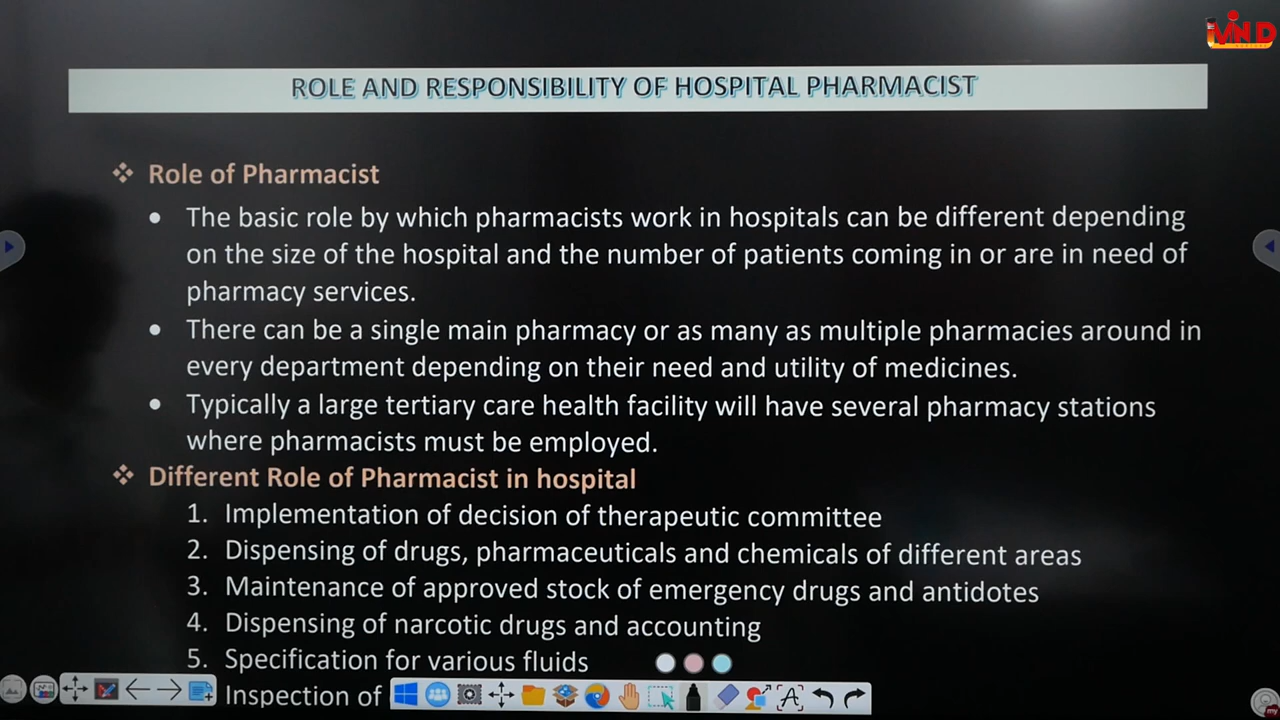 MIND
ROLE AND RESPONSIBILITY OF HOSPITAL PHARMACIST
❖ Role of Pharmacist
• The basic role by which pharmacists work in hospitals can be different depending
on the size of the hospital and the number of patients coming in or are in need of
pharmacy services.
• There can be a single main pharmacy or as many as multiple pharmacies around in
every department depending on their need and utility of medicines.
• Typically a large tertiary care health facility will have several pharmacy stations
where pharmacists must be employed.
❖ Different Role of Pharmacist in hospital
1. Implementation of decision of therapeutic committee
2. Dispensing of drugs, pharmaceuticals and chemicals of different areas
3. Maintenance of approved stock of emergency drugs and antidotes
4. Dispensing of narcotic drugs and accounting
5. Specification for various fluids
Inspection of